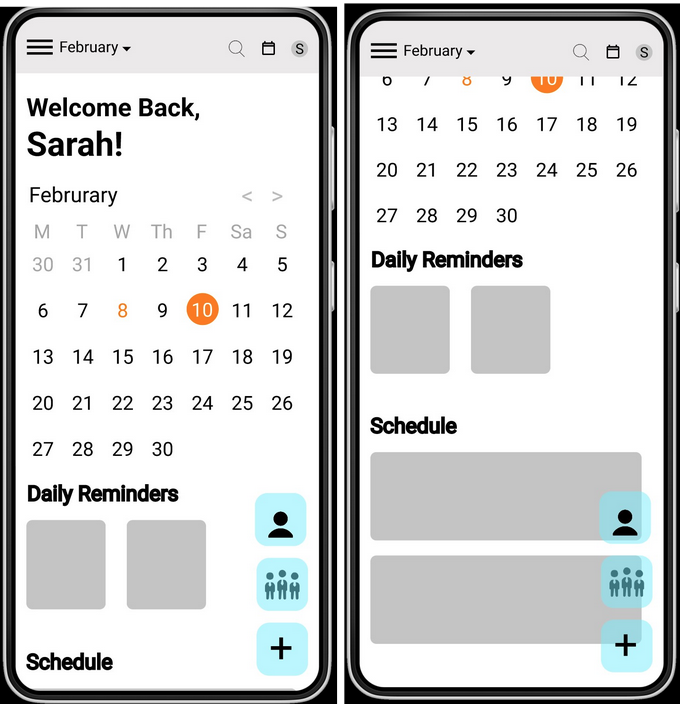 February
S
Welcome Back,
Sarah!
Februrary < >
M T W Th F Sa S
30 31 1 2 3 4 5
6 7 8 9 10 11 12
13 14 15 16 17 18 19
20 21 22 23 24 25 26
27 28 29 30
Daily Reminders
+
Schedule
February
S
6 7 8 9 10 11 12
13 14 15 16 17 18 19
20 21 22 23 24 25 26
27 28 29 30
Daily Reminders
Schedule
+